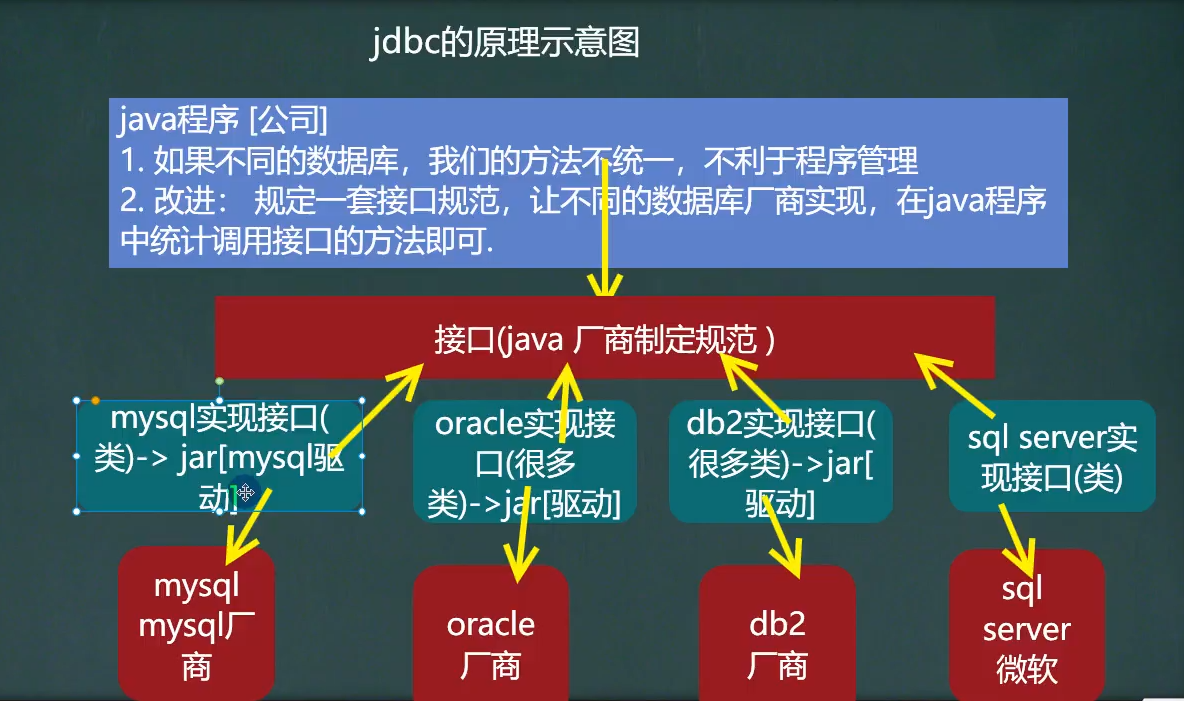 jdbc的原理示意图
java程序 [公司]
1. 如果不同的数据库，我们的方法不统一，不利于程序管理
2. 改进： 规定一套接口规范，让不同的数据库厂商实现，在java程序
中统计调用接口的方法即可.
接口(java 厂商制定规范 )
mysql实现接口(
类)-> jar[mysql驱
动]
oracle实现接
口(很多
类)->jar[驱动]
db2实现接口(
很多类)->jar[
驱动]
sql server实
现接口(类)
mysql
mysql厂
商
oracle
厂商
db2
厂商
sql
server
微软